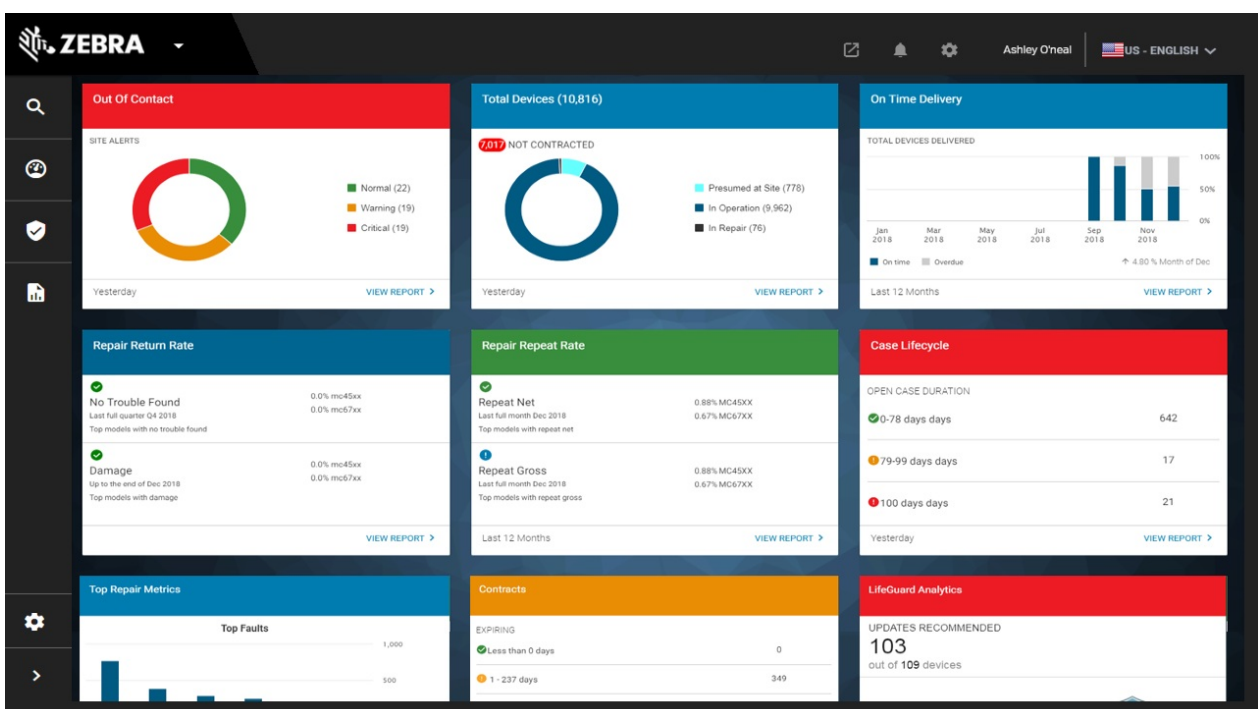 ZEBRA
Ashley O'neal
US - ENGLISH
Out Of Contact
SITE ALERTS
Normal (22)
Warning (19)
Critical (19)
Yesterday
VIEW REPORT
Total Devices (10,816)
7,017 NOT CONTRACTED
Presumed at Site (778)
In Operation (9,962)
In Repair (76)
Yesterday
VIEW REPORT
On Time Delivery
TOTAL DEVICES DELIVERED
100%
50%
0%
Jan 2018
Mar 2018
May 2018
Jul 2018
Sep 2018
Nov 2018
On time
Overdue
4.80 % Month of Dec
Last 12 Months
VIEW REPORT
Repair Return Rate
No Trouble Found
Last full quarter Q4 2018
Top models with no trouble found
0.0% mc45xx
0.0% mc67xx
Damage
Up to the end of Dec 2018
Top models with damage
0.0% mc45xx
0.0% mc67xx
VIEW REPORT
Repair Repeat Rate
Repeat Net
Last full month Dec 2018
Top models with repeat net
0.88% MC45XX
0.67% MC67XX
Repeat Gross
Last full month Dec 2018
Top models with repeat gross
0.88% MC45XX
0.67% MC67XX
Last 12 Months
VIEW REPORT
Case Lifecycle
OPEN CASE DURATION
0-78 days days 642
79-99 days days 17
100 days days 21
Yesterday
VIEW REPORT
Top Repair Metrics
Top Faults
1,000
500
Contracts
EXPIRING
Less than 0 days 0
1 - 237 days 349
LifeGuard Analytics
UPDATES RECOMMENDED
103
out of 109 devices